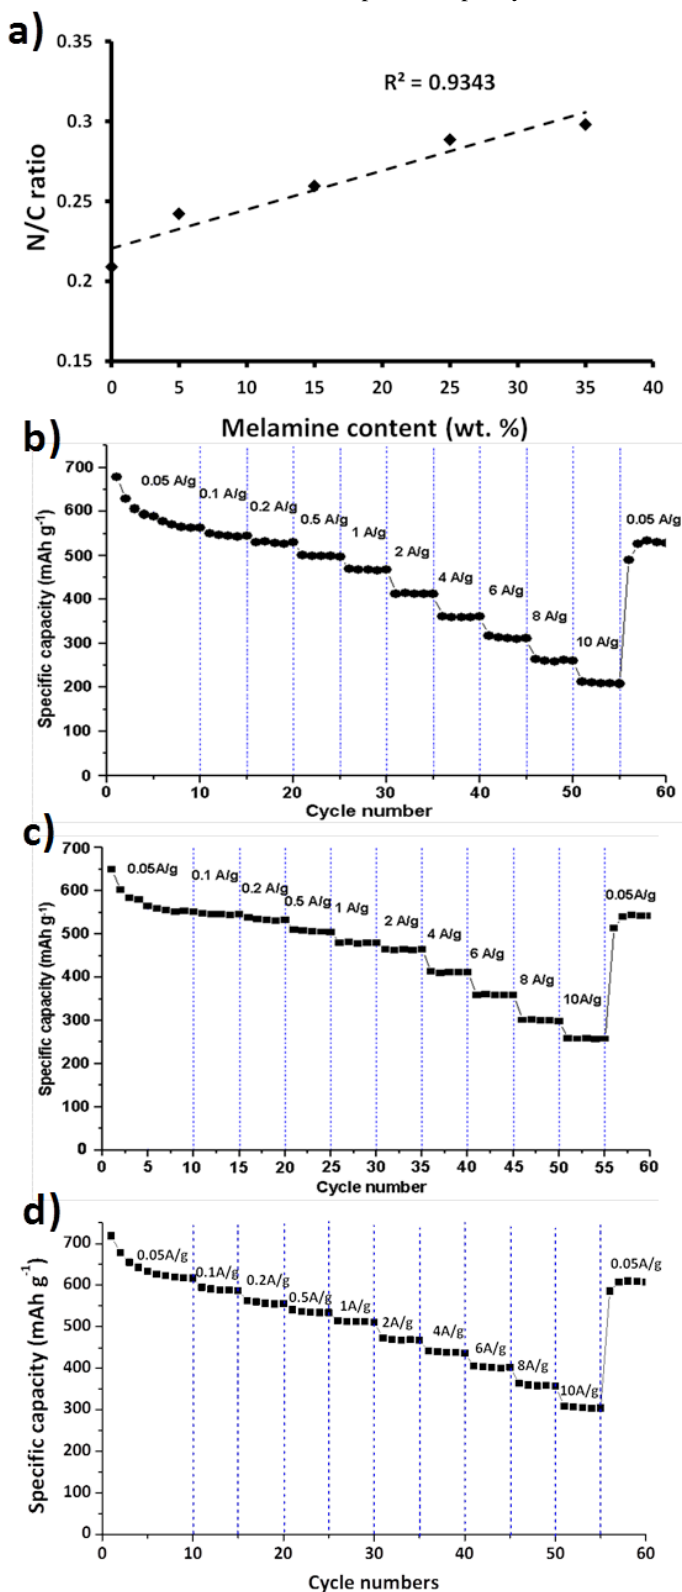 a)
0.35
R² = 0.9343
0.3
N/C ratio
0.25
0.2
0.15
0 5 10 15 20 25 30 35 40
Melamine content (wt. %)
b)
700
0.05 A/g
0.1 A/g
0.2 A/g
0.5 A/g
1 A/g
2 A/g
4 A/g
6 A/g
8 A/g
10 A/g
0.05 A/g
600
500
400
300
200
100
0
Specific capacity (mAh g⁻¹)
0 10 20 30 40 50 60
Cycle number
c)
700
0.05A/g
0.1 A/g
0.2 A/g
0.5 A/g
1 A/g
2 A/g
4 A/g
6 A/g
8 A/g
10A/g
0.05A/g
600
500
400
300
200
100
0
Specific capacity (mAh g⁻¹)
0 5 10 15 20 25 30 35 40 45 50 55 60
Cycle number
d)
700
0.05A/g
0.1A/g
0.2A/g
0.5A/g
1A/g
2A/g
4A/g
6A/g
8A/g
10A/g
0.05A/g
600
500
400
300
200
100
0
Specific capacity (mAh g⁻¹)
0 10 20 30 40 50 60
Cycle numbers